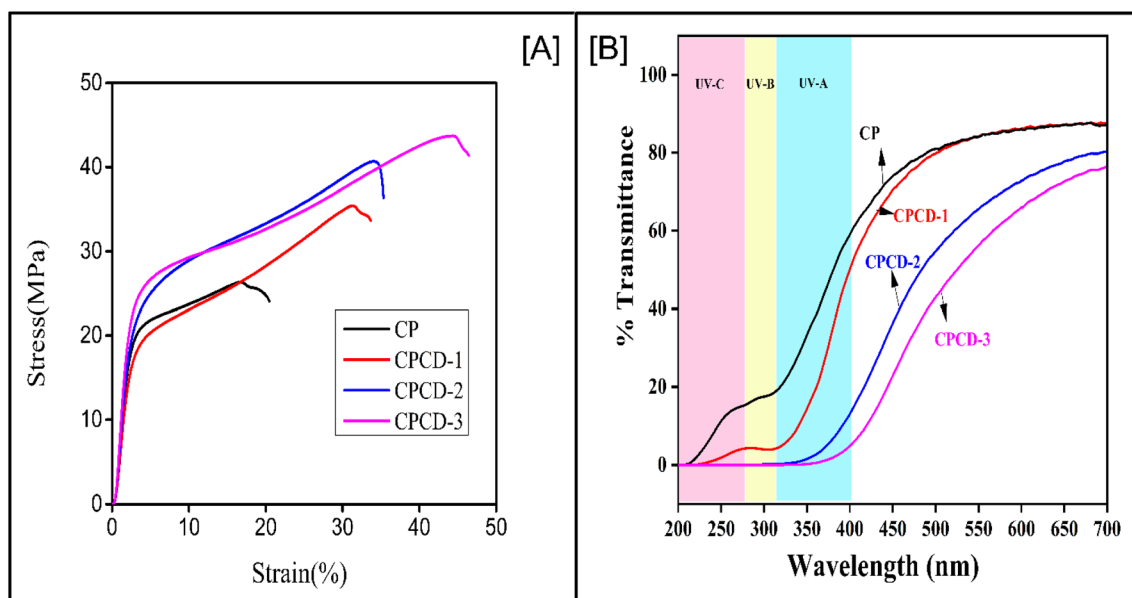 [A]
50
40
30
20
10
0
Stress(MPa)
CP
CPCD-1
CPCD-2
CPCD-3
0 10 20 30 40 50
Strain(%)
[B]
100
80
60
40
20
0
% Transmittance
UV-C UV-B UV-A
CP
CPCD-1
CPCD-2
CPCD-3
200 250 300 350 400 450 500 550 600 650 700
Wavelength (nm)